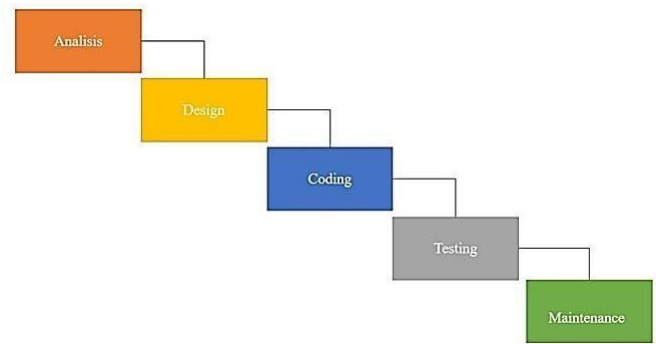 Analisis
Design
Coding
Testing
Maintenance